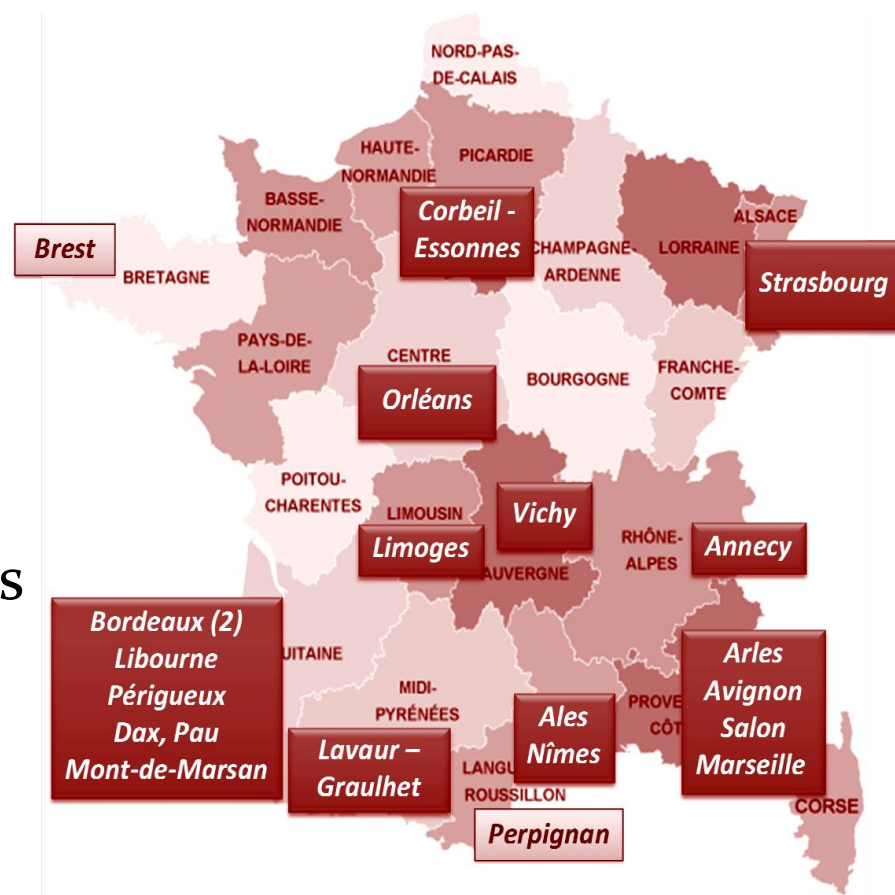 NORD-PAS-
DE-CALAIS
HAUTE-
NORMANDIE
PICARDIE
BASSE-
NORMANDIE
Corbeil -
Essonnes
CHAMPAGNE-
ARDENNE
LORRAINE
ALSACE
Brest
BRETAGNE
Strasbourg
PAYS-DE-
LA-LOIRE
CENTRE
Orléans
BOURGOGNE
FRANCHE-
COMTE
POITOU-
CHARENTES
LIMOUSIN
Limoges
Vichy
AUVERGNE
RHÔNE-
ALPES
Annecy
s
Bordeaux (2)
Libourne
Périgueux
Dax, Pau
Mont-de-Marsan
UITAINE
MIDI-
PYRÉNÉES
Lavaur –
Graulhet
Ales
Nîmes
LANGU
ROUSSILLON
Perpignan
PROVE
CÔT
Arles
Avignon
Salon
Marseille
CORSE